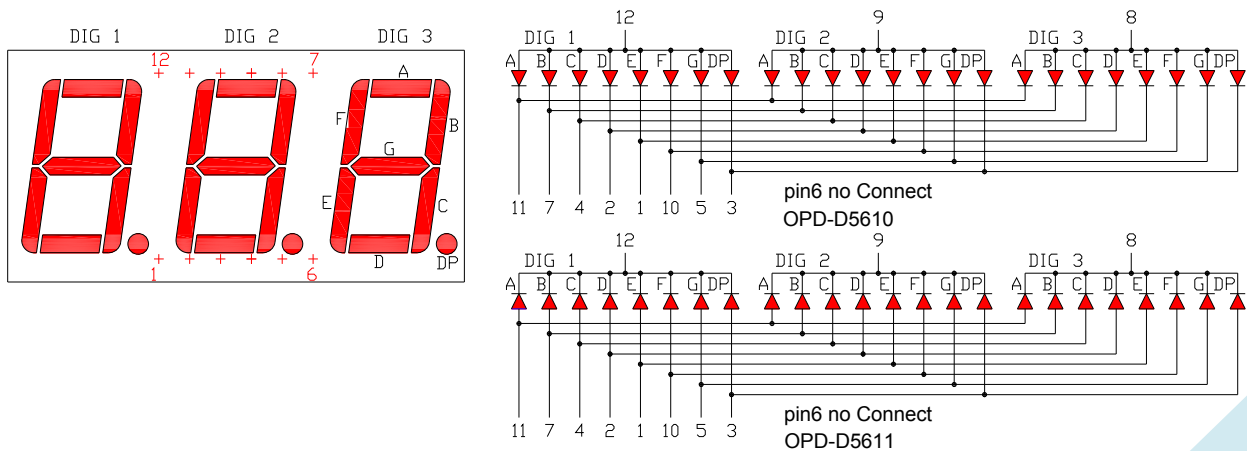 DIG 1 DIG 2 DIG 3
12 7
A
F B
G
E C
D DP
1 6
12 9 8
DIG 1 DIG 2 DIG 3
A B C D E F G DP A B C D E F G DP A B C D E F G DP
11 7 4 2 1 10 5 3
pin6 no Connect
OPD-D5610
12 9 8
DIG 1 DIG 2 DIG 3
A B C D E F G DP A B C D E F G DP A B C D E F G DP
11 7 4 2 1 10 5 3
pin6 no Connect
OPD-D5611